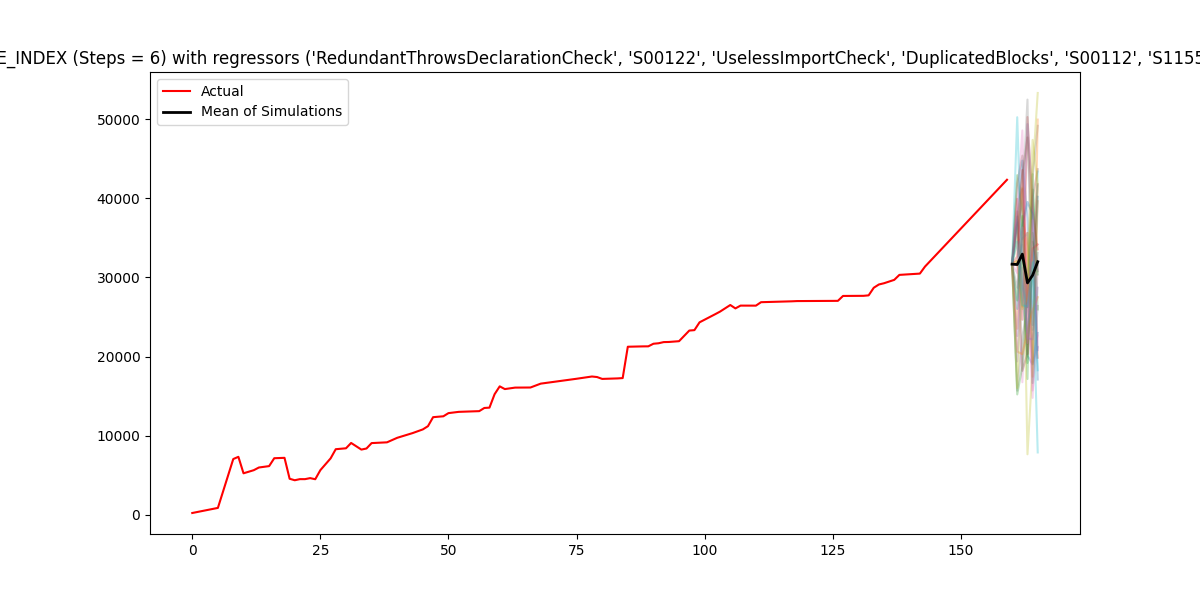 E_INDEX (Steps = 6) with regressors ('RedundantThrowsDeclarationCheck', 'S00122', 'UselessImportCheck', 'DuplicatedBlocks', 'S00112', 'S1155
Actual
Mean of Simulations
50000
40000
30000
20000
10000
0
0 25 50 75 100 125 150